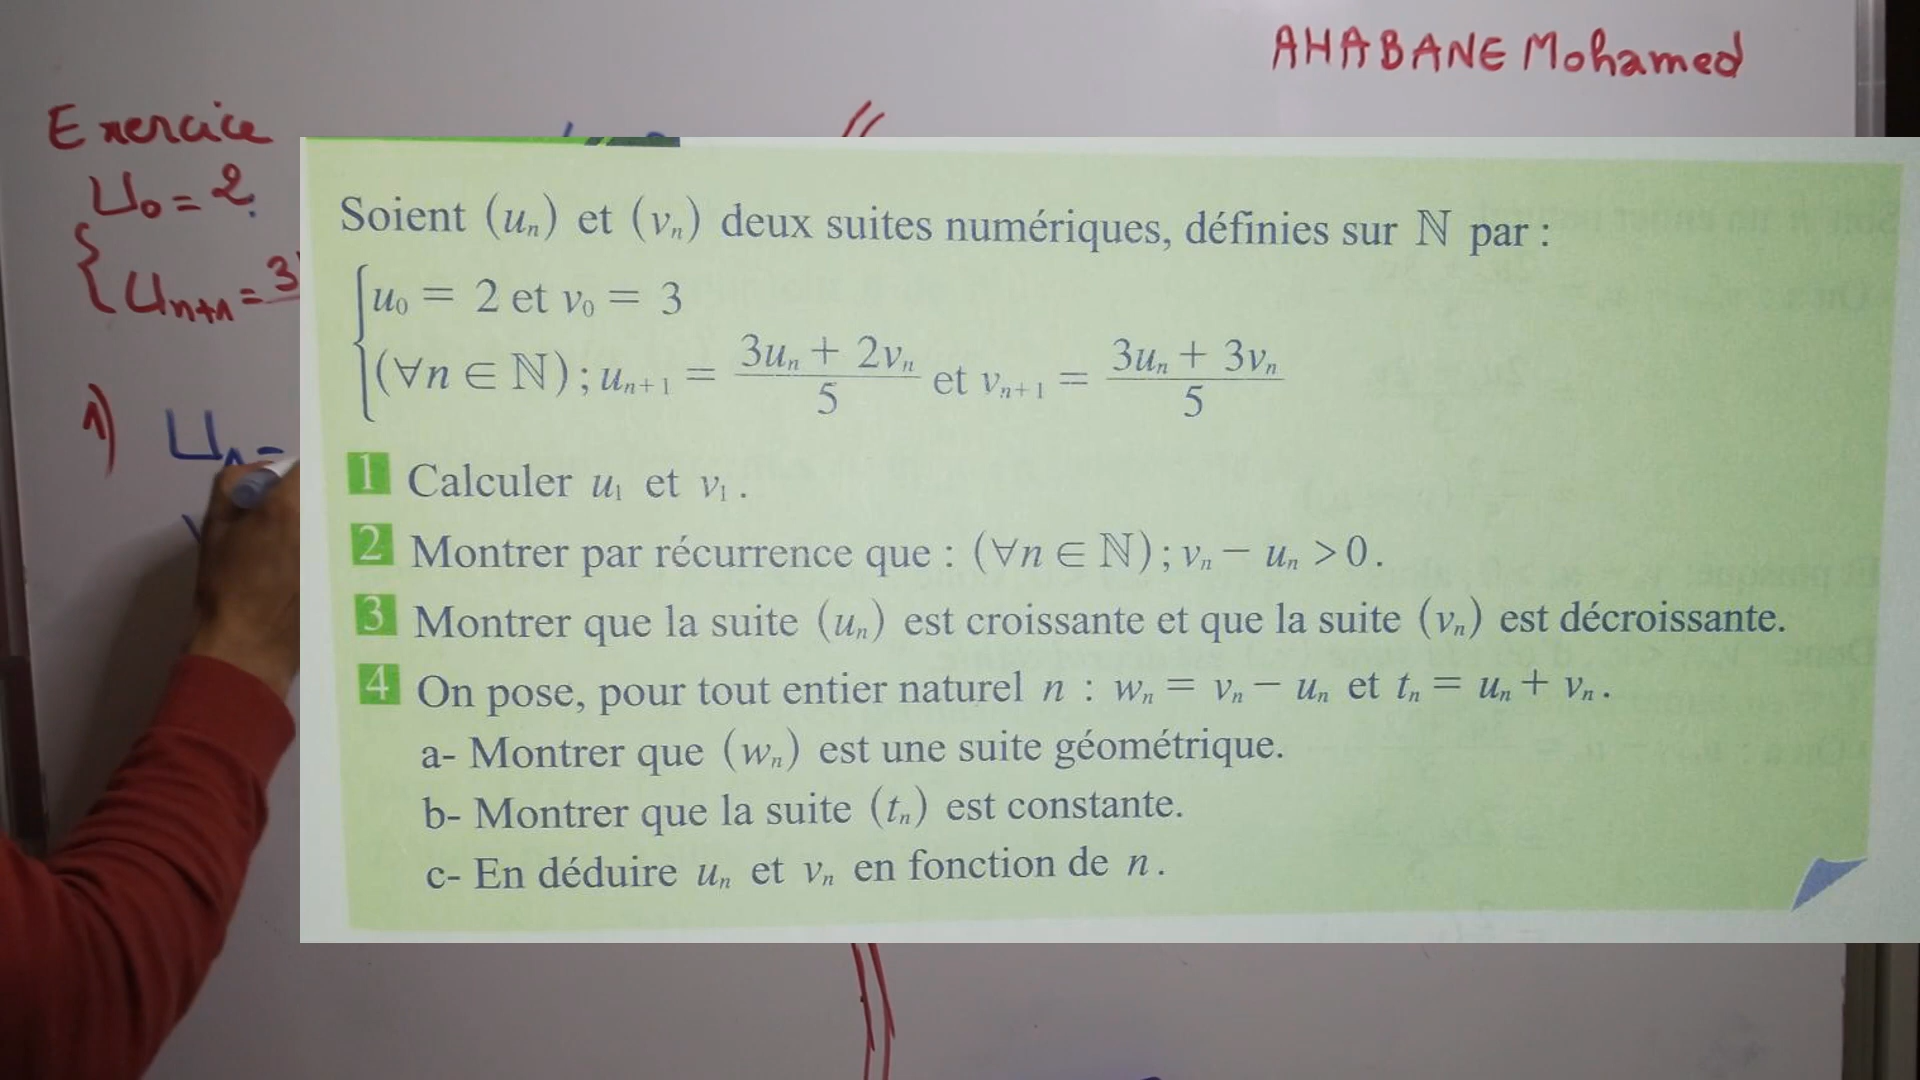 AHABANE Mohamed
Exercice
U₀ = 2
Uₙ₊₁ = 3
1) U₁ =
Soient (uₙ) et (vₙ) deux suites numériques, définies sur ℕ par :
{u₀ = 2 et v₀ = 3
(∀n ∈ ℕ) ; uₙ₊₁ = (3uₙ + 2vₙ)/5 et vₙ₊₁ = (3uₙ + 3vₙ)/5
1 Calculer u₁ et v₁ .
2 Montrer par récurrence que : (∀n ∈ ℕ) ; vₙ − uₙ > 0 .
3 Montrer que la suite (uₙ) est croissante et que la suite (vₙ) est décroissante.
4 On pose, pour tout entier naturel n : wₙ = vₙ − uₙ et tₙ = uₙ + vₙ .
a- Montrer que (wₙ) est une suite géométrique.
b- Montrer que la suite (tₙ) est constante.
c- En déduire uₙ et vₙ en fonction de n .